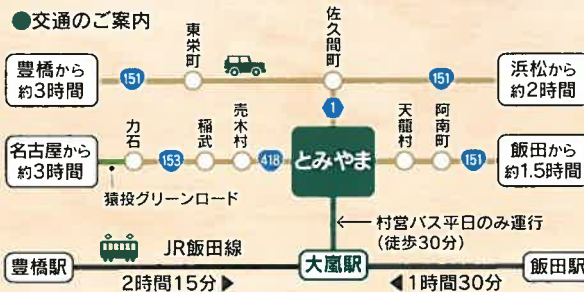 ●交通のご案内
豊橋から
約3時間
151
東栄町
佐久間町
151
浜松から
約2時間
1
名古屋から
約3時間
力石
153
稲武
売木村
418
とみやま
天龍村
阿南町
151
飯田から
約1.5時間
猿投グリーンロード
村営バス平日のみ運行
(徒歩30分)
JR飯田線
豊橋駅
大嵐駅
飯田駅
2時間15分▶
◀1時間30分